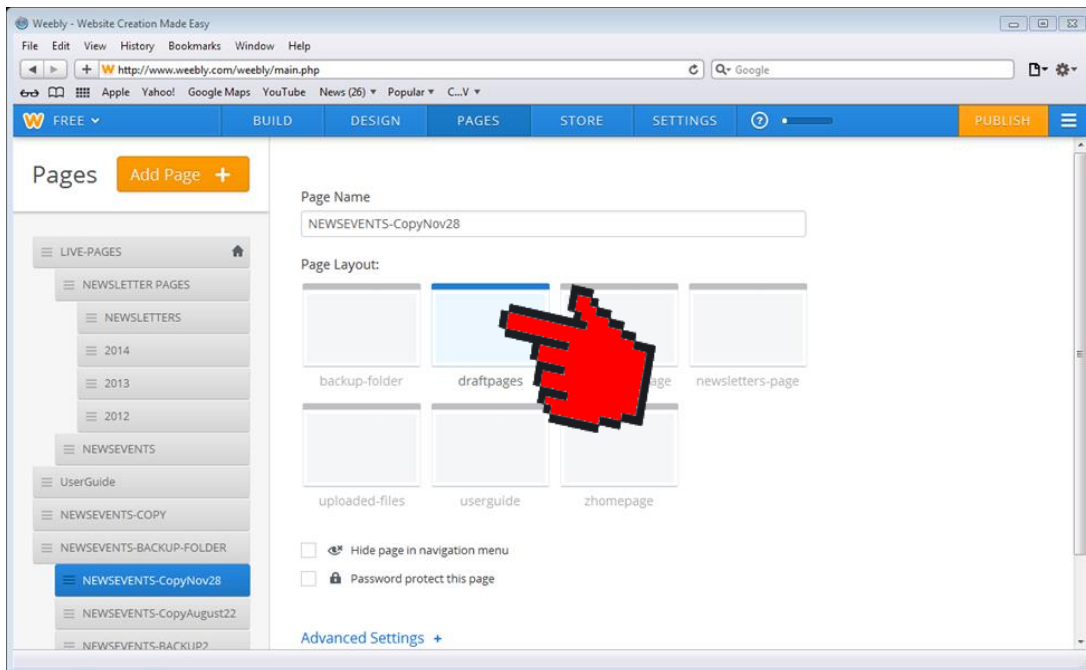 Weebly - Website Creation Made Easy
File Edit View History Bookmarks Window Help
http://www.weebly.com/weebly/main.php
Google
Apple Yahoo! Google Maps YouTube News (26) Popular C...V
FREE BUILD DESIGN PAGES STORE SETTINGS PUBLISH
Pages
Add Page +
LIVE-PAGES
NEWSLETTER PAGES
NEWSLETTERS
2014
2013
2012
NEWSEVENTS
UserGuide
NEWSEVENTS-COPY
NEWSEVENTS-BACKUP-FOLDER
NEWSEVENTS-CopyNov28
NEWSEVENTS-CopyAugust22
NEWSEVENTS-BACKUP2
Page Name
NEWSEVENTS-CopyNov28
Page Layout:
backup-folder draftpages age newsletters-page
uploaded-files userguide zhomepage
Hide page in navigation menu
Password protect this page
Advanced Settings +